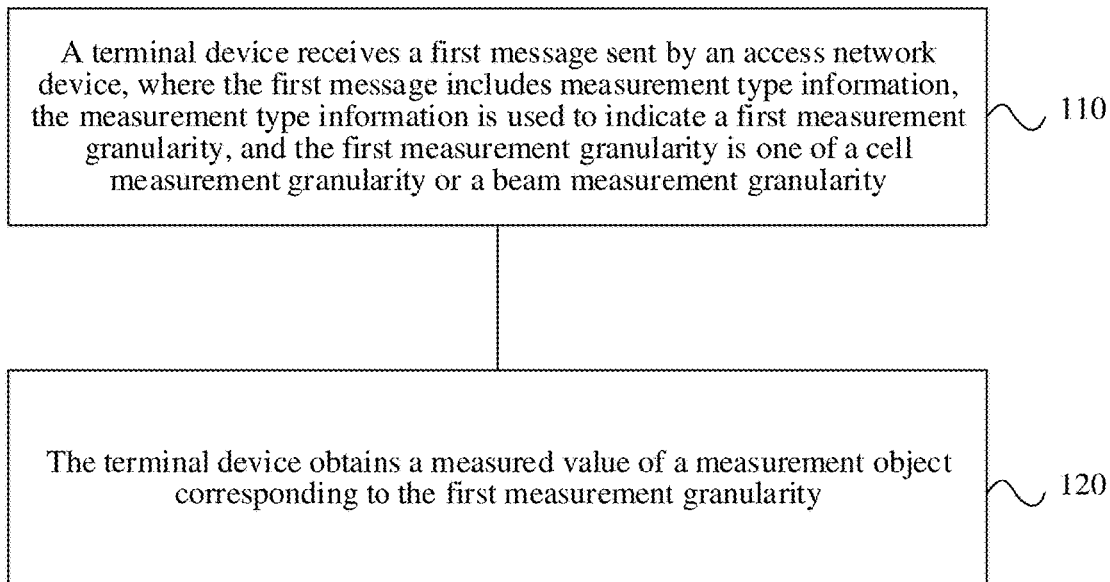 A terminal device receives a first message sent by an access network
device, where the first message includes measurement type information,
the measurement type information is used to indicate a first measurement
granularity, and the first measurement granularity is one of a cell
measurement granularity or a beam measurement granularity
110
The terminal device obtains a measured value of a measurement object
corresponding to the first measurement granularity
120